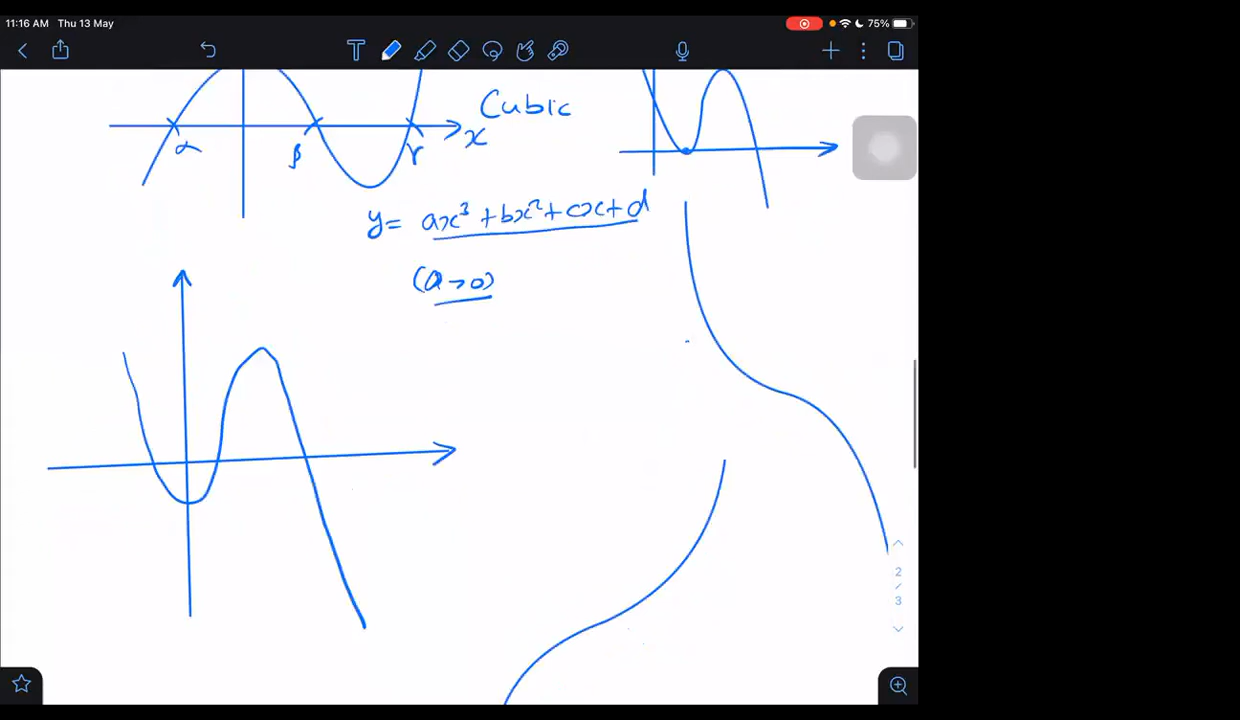 11:16 AM Thu 13 May
75%
T
Cubic
x
α
β
γ
y= ax³ +bx²+cx+d
(a>0)
2
/
3